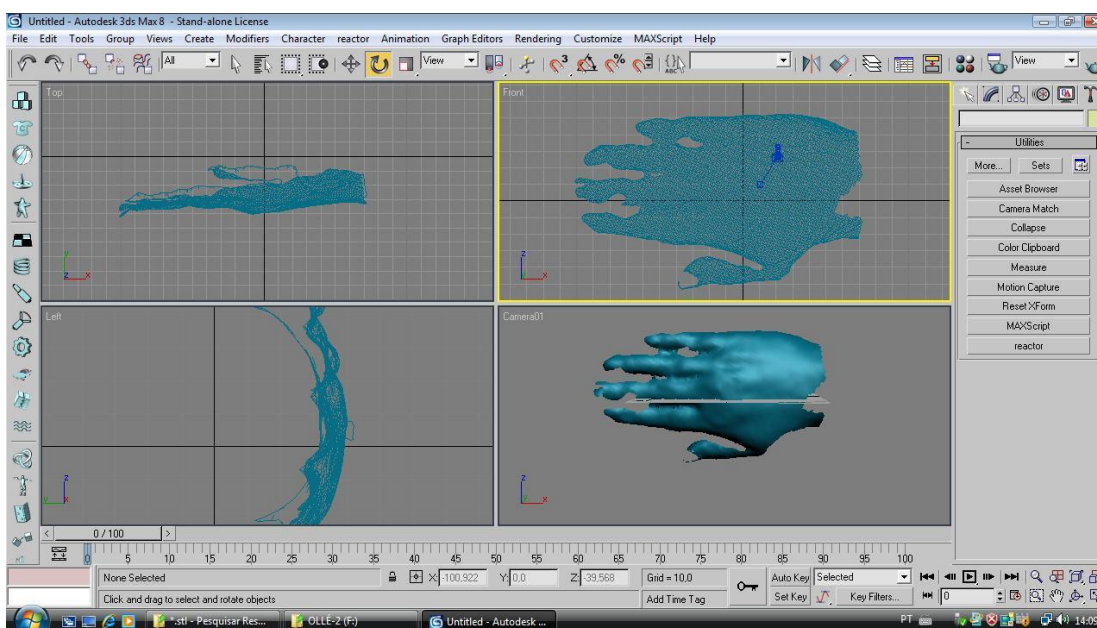 Untitled - Autodesk 3ds Max 8 - Stand-alone License
File Edit Tools Group Views Create Modifiers Character reactor Animation Graph Editors Rendering Customize MAXScript Help
All View ABC View
Top
Front
Left
Camera01
z x
z x
z y x
z y x
Utilities
More... Sets
Asset Browser
Camera Match
Collapse
Color Clipboard
Measure
Motion Capture
Reset XForm
MAXScript
reactor
< 0 / 100 >
0 5 10 15 20 25 30 35 40 45 50 55 60 65 70 75 80 85 90 95 100
None Selected X: -100,922 Y: 0,0 Z: -39,568 Grid = 10,0 Auto Key Selected
Click and drag to select and rotate objects Add Time Tag Set Key Key Filters... 0
*.stl - Pesquisar Res... OLLÉ-2 (F:) Untitled - Autodesk ... PT 14:09